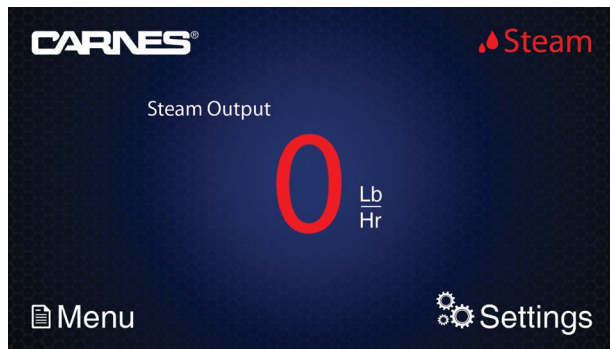 CARNES®
Steam
Steam Output
0 Lb
Hr
Menu
Settings